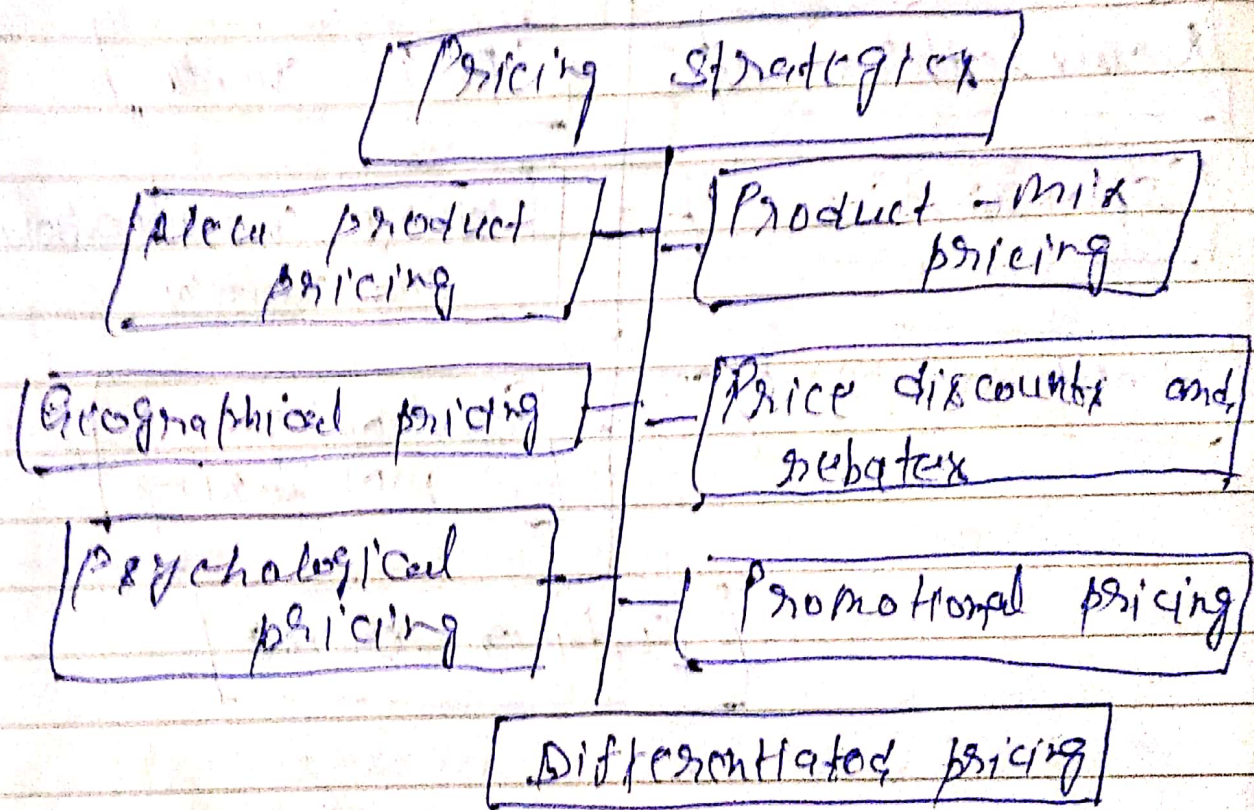 Pricing strategies
New product
pricing
Product - mix
pricing
Geographical pricing
Price discounts and
rebates
Psychological
pricing
Promotional pricing
Differentiated pricing